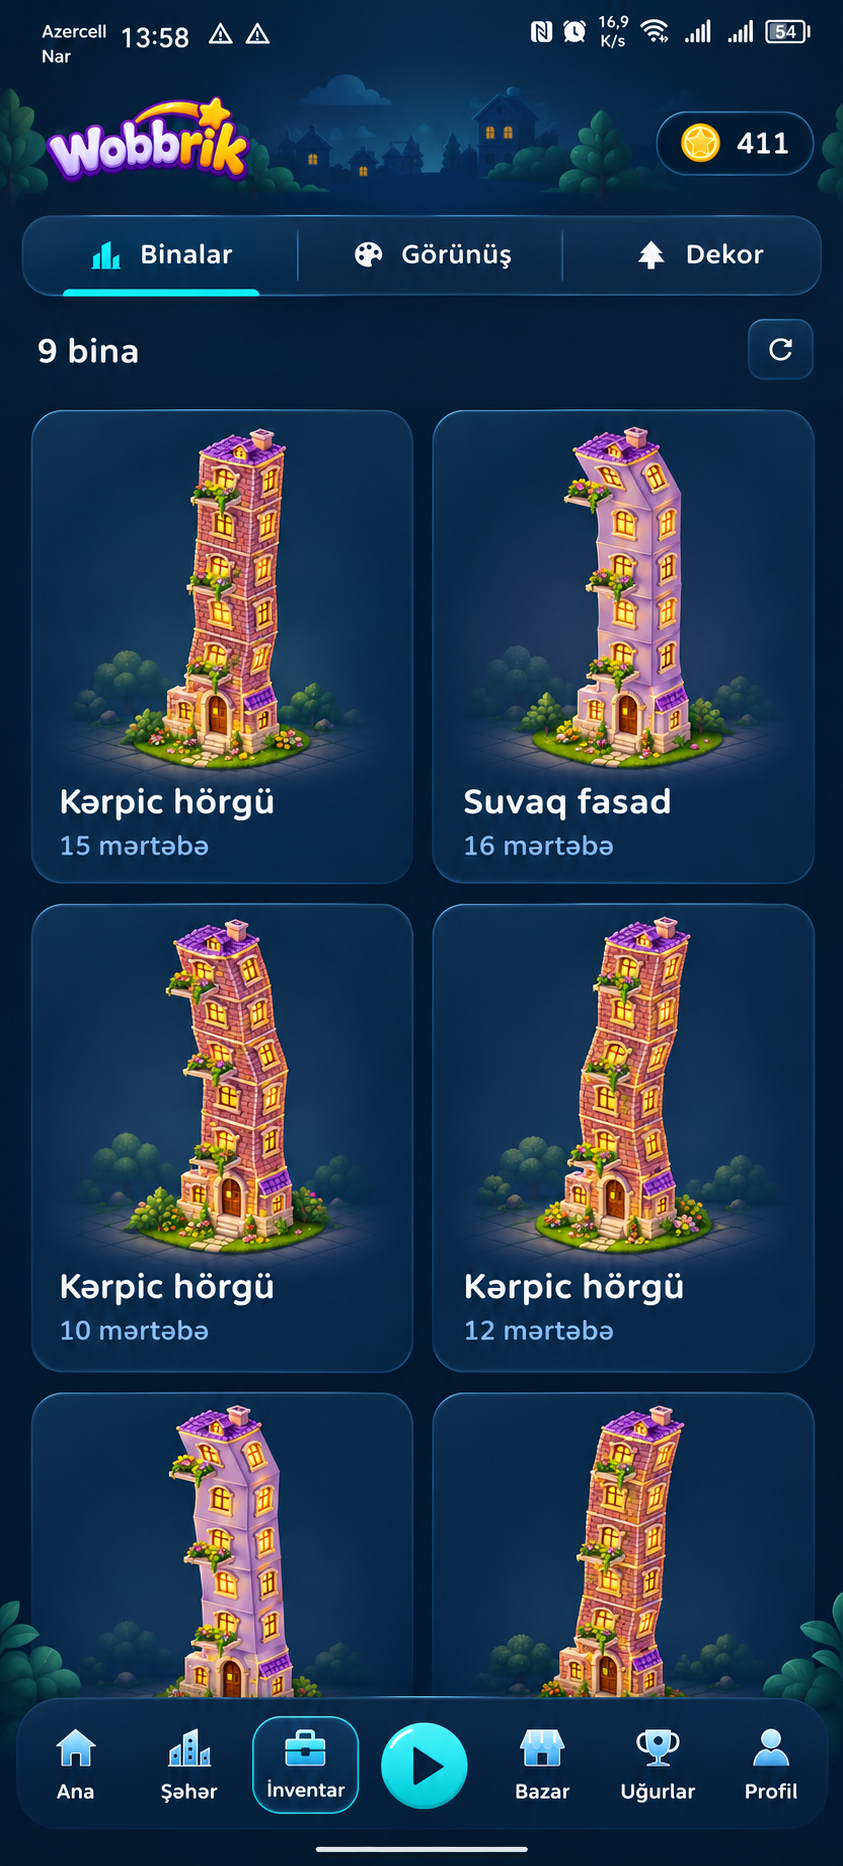 Azercell
Nar
13:58
16,9
K/s
54
Wobbrik
411
Binalar
Görünüş
Dekor
9 bina
Kərpic hörgü
15 mərtəbə
Suvaq fasad
16 mərtəbə
Kərpic hörgü
10 mərtəbə
Kərpic hörgü
12 mərtəbə
Ana
Şəhər
İnventar
Bazar
Uğurlar
Profil